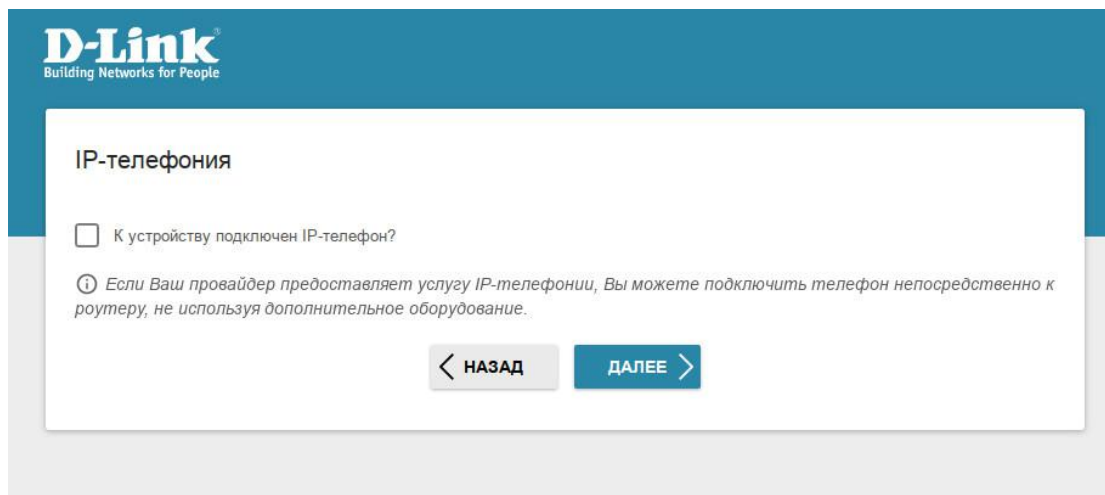 D-Link
Building Networks for People
IP-телефония
К устройству подключен IP-телефон?
Если Ваш провайдер предоставляет услугу IP-телефонии, Вы можете подключить телефон непосредственно к
роутеру, не используя дополнительное оборудование.
НАЗАД
ДАЛЕЕ